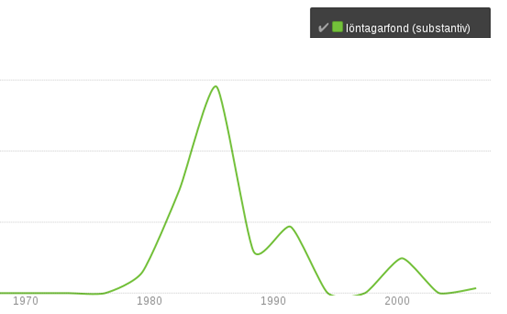 ✔ löntagarfond (substantiv)
1970 1980 1990 2000